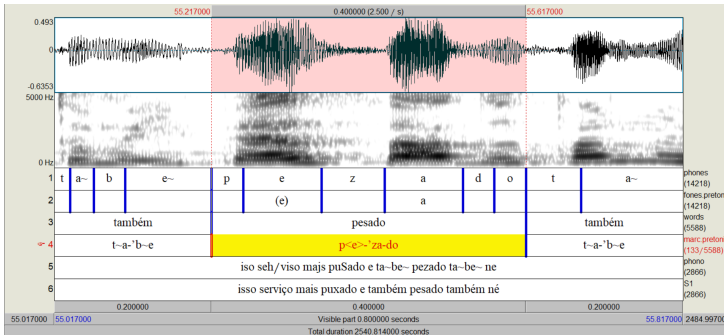 55.217000 0.400000 (2.500 / s) 55.617000
0.493
0
-0.6353
5000 Hz
0 Hz
1 t a~ b e~ p e z a d o t a~ phones (14218)
2 (e) a fones.preton (14218)
3 também pesado também words (5588)
4 t~a-'b~e p<e>-'za-do t~a-'b~e marc.preton (133/5588)
5 iso seh/viso majs puSado e ta~be~ pezado ta~be~ ne phono (2866)
6 isso serviço mais puxado e também pesado também né S1 (2866)
0.200000 0.400000 0.200000
55.017000 55.017000 Visible part 0.800000 seconds 55.817000 2484.997000
Total duration 2540.814000 seconds